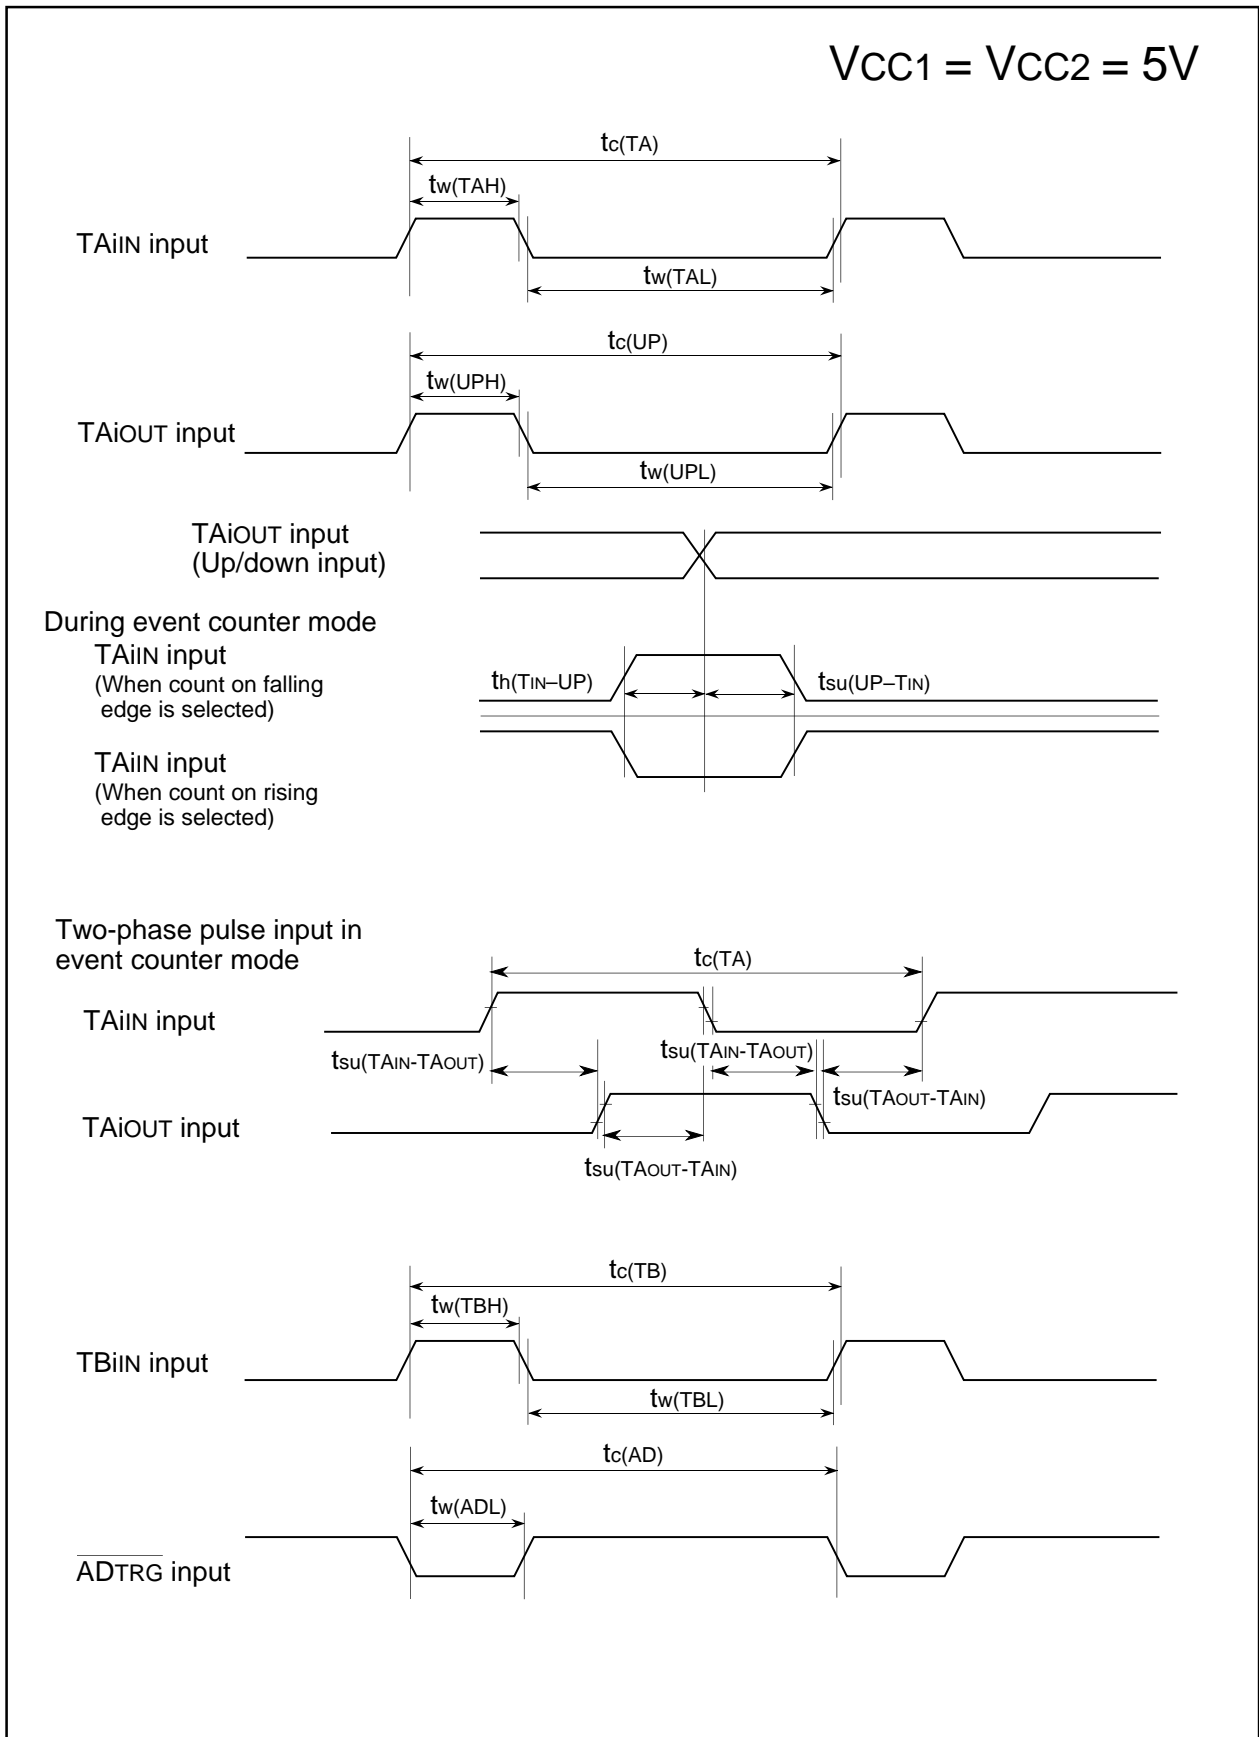 VCC1 = VCC2 = 5V
tc(TA)
tw(TAH)
TAiIN input
tw(TAL)
tc(UP)
tw(UPH)
TAiOUT input
tw(UPL)
TAiOUT input
(Up/down input)
During event counter mode
TAiIN input
(When count on falling
edge is selected)
th(TIN–UP)
tsu(UP–TIN)
TAiIN input
(When count on rising
edge is selected)
Two-phase pulse input in
event counter mode
tc(TA)
TAiIN input
tsu(TAIN-TAOUT)
tsu(TAIN-TAOUT)
tsu(TAOUT-TAIN)
TAiOUT input
tsu(TAOUT-TAIN)
tc(TB)
tw(TBH)
TBiIN input
tw(TBL)
tc(AD)
tw(ADL)
ADTRG input